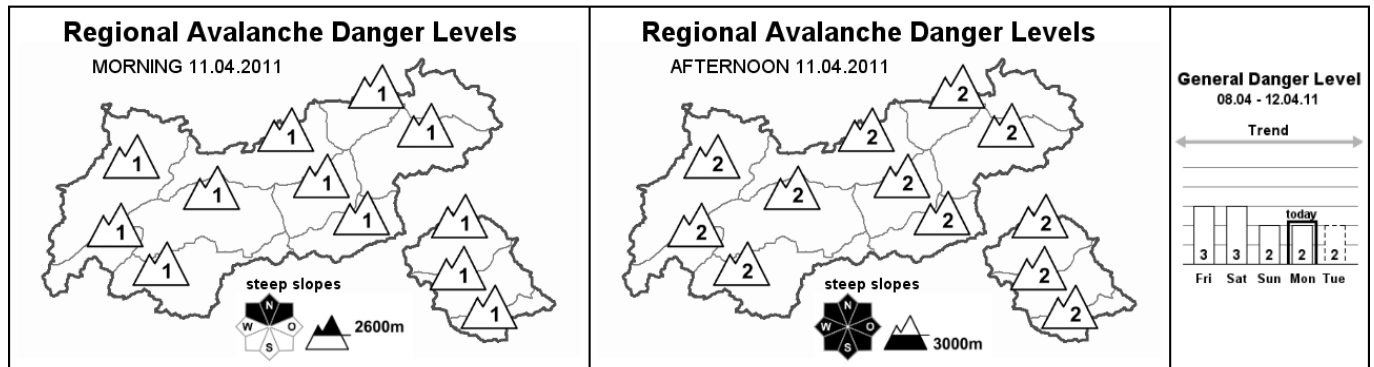 Regional Avalanche Danger Levels
MORNING 11.04.2011
1
1
1
1
1
1
1
1
1
1
1
1
steep slopes
N
W O
S
2600m
Regional Avalanche Danger Levels
AFTERNOON 11.04.2011
2
2
2
2
2
2
2
2
2
2
2
2
steep slopes
N
W O
S
3000m
General Danger Level
08.04 - 12.04.11
Trend
today
3 3 2 2 2
Fri Sat Sun Mon Tue